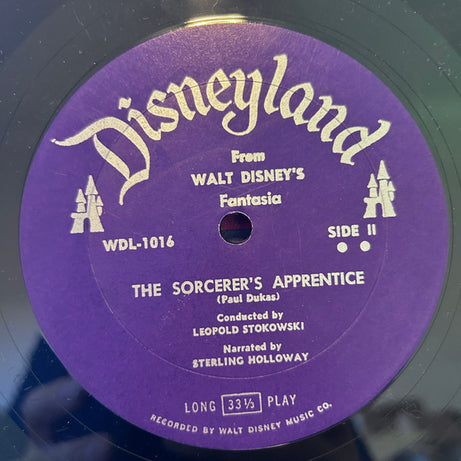 Disneyland
From
WALT DISNEY'S
Fantasia
WDL-1016
SIDE II
THE SORCERER'S APPRENTICE
(Paul Dukas)
Conducted by
LEOPOLD STOKOWSKI
Narrated by
STERLING HOLLOWAY
LONG 33⅓ PLAY
RECORDED BY WALT DISNEY MUSIC CO.